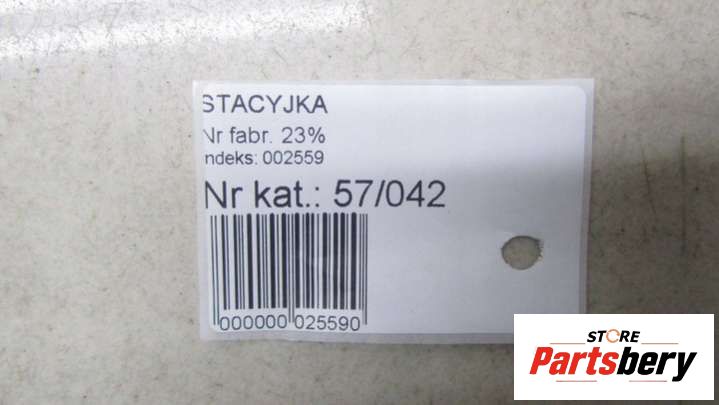 STACYJKA
Nr fabr. 23%
ndeks: 002559
Nr kat.: 57/042
000000 025590
STORE
Partsbery